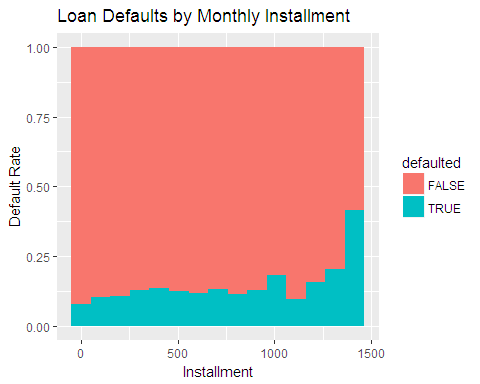 Loan Defaults by Monthly Installment
1.00
0.75
0.50
0.25
0.00
Default Rate
0
500
1000
1500
Installment
defaulted
FALSE
TRUE